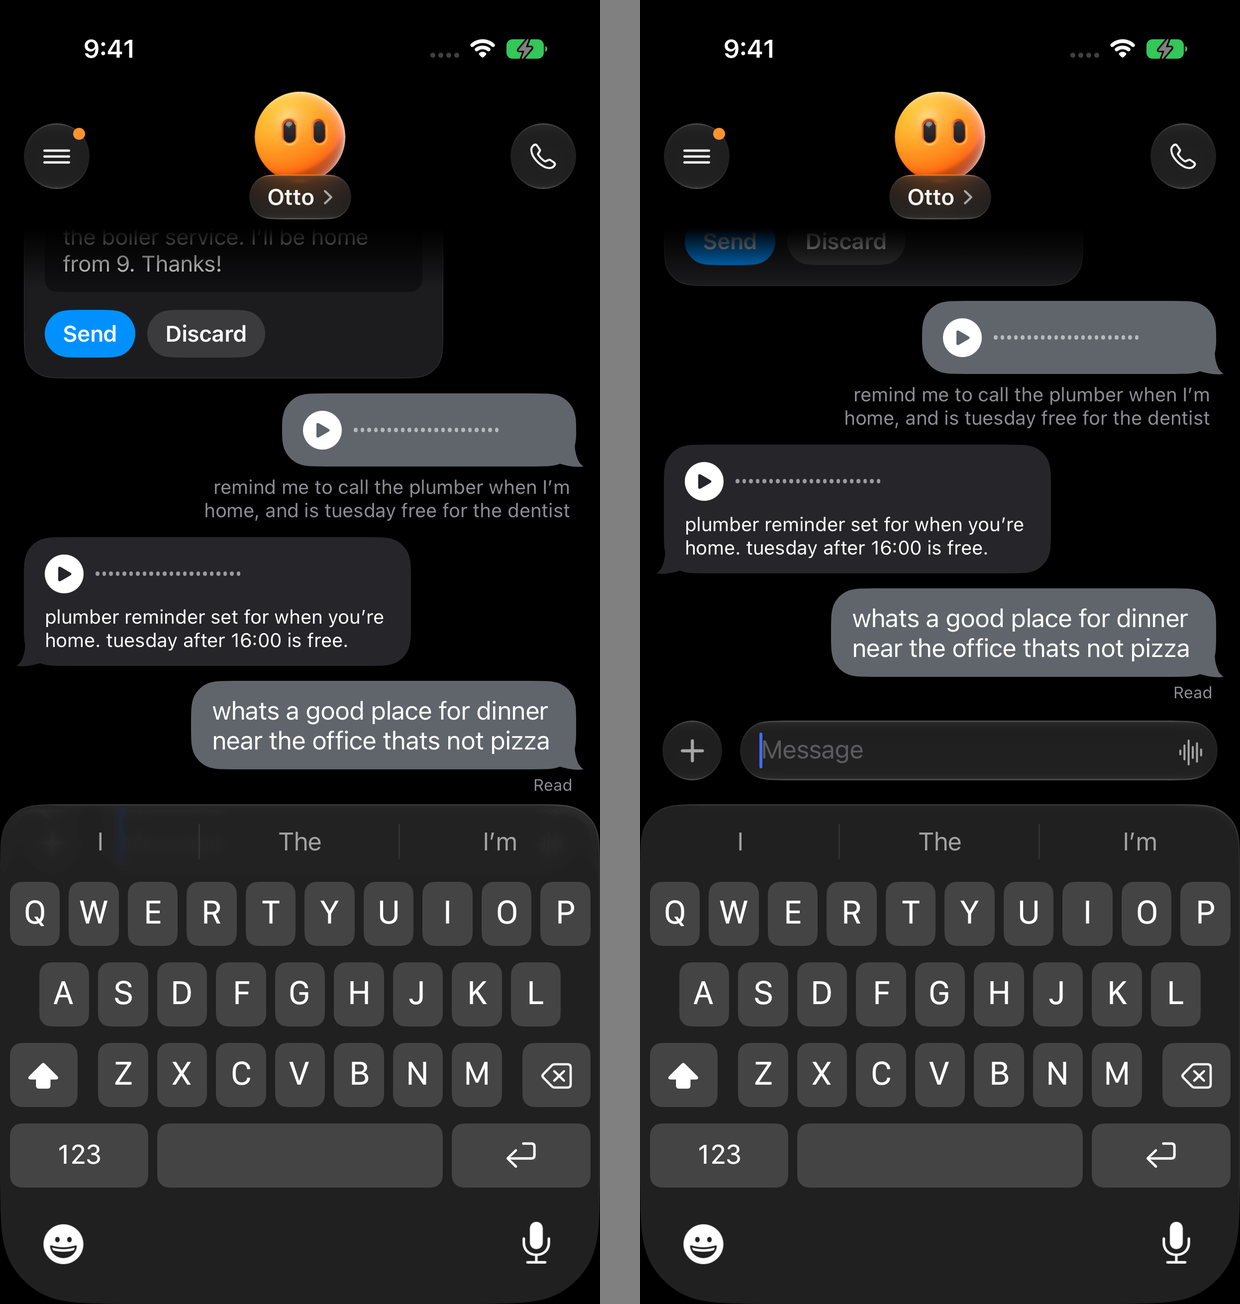 9:41
Otto
the boiler service. I'll be home
from 9. Thanks!
Send
Discard
remind me to call the plumber when I'm
home, and is tuesday free for the dentist
plumber reminder set for when you're
home. tuesday after 16:00 is free.
whats a good place for dinner
near the office thats not pizza
Read
I The I'm
Q W E R T Y U I O P
A S D F G H J K L
Z X C V B N M
123
9:41
Otto
Send
Discard
remind me to call the plumber when I'm
home, and is tuesday free for the dentist
plumber reminder set for when you're
home. tuesday after 16:00 is free.
whats a good place for dinner
near the office thats not pizza
Read
Message
I The I'm
Q W E R T Y U I O P
A S D F G H J K L
Z X C V B N M
123